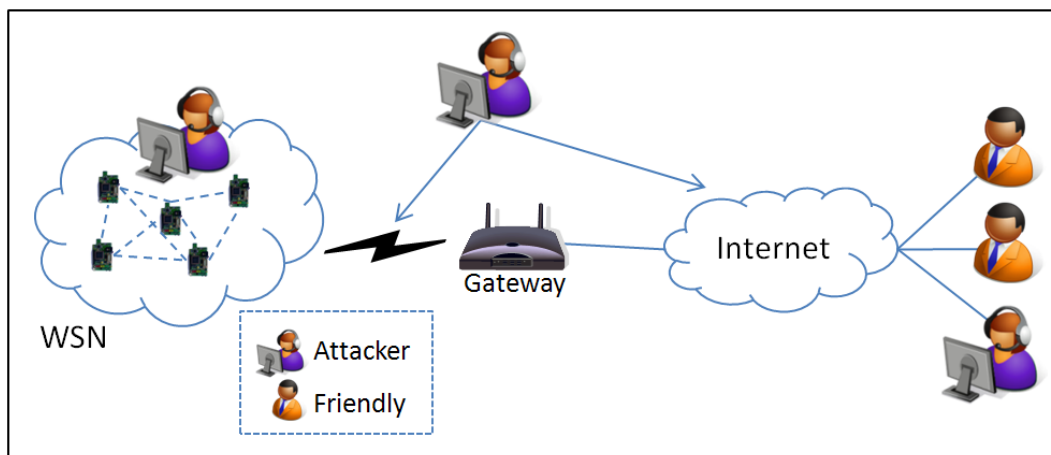 Internet
Gateway
WSN
Attacker
Friendly